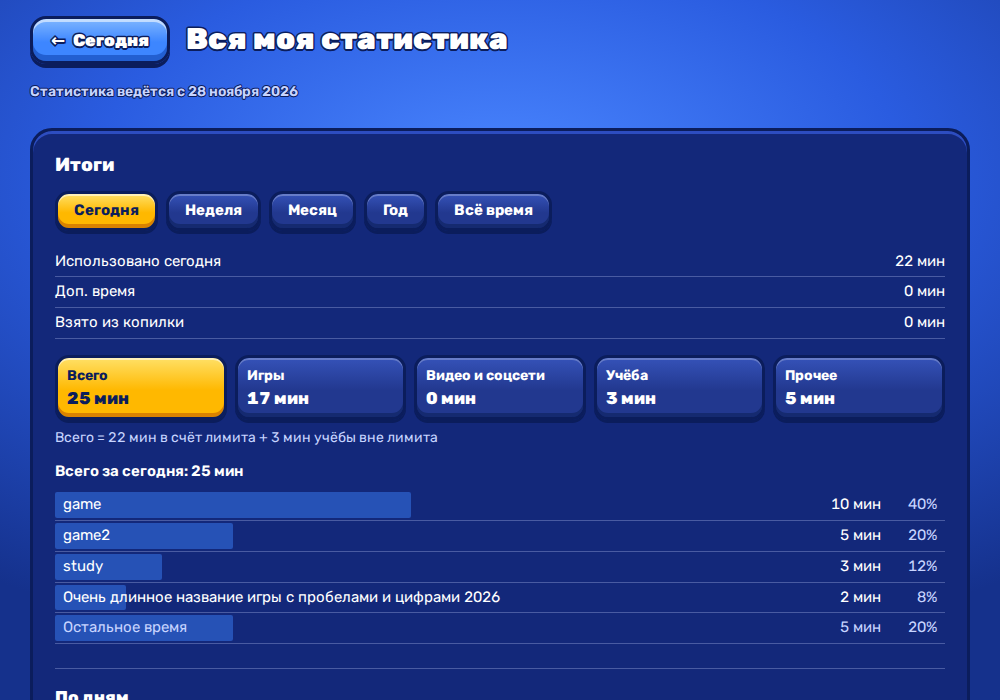 ← Сегодня Вся моя статистика
Статистика ведётся с 28 ноября 2026
Итоги
Сегодня Неделя Месяц Год Всё время
Использовано сегодня 22 мин
Доп. время 0 мин
Взято из копилки 0 мин
Всего Игры Видео и соцсети Учёба Прочее
25 мин 17 мин 0 мин 3 мин 5 мин
Всего = 22 мин в счёт лимита + 3 мин учёбы вне лимита
Всего за сегодня: 25 мин
game 10 мин 40%
game2 5 мин 20%
study 3 мин 12%
Очень длинное название игры с пробелами и цифрами 2026 2 мин 8%
Остальное время 5 мин 20%
По дням